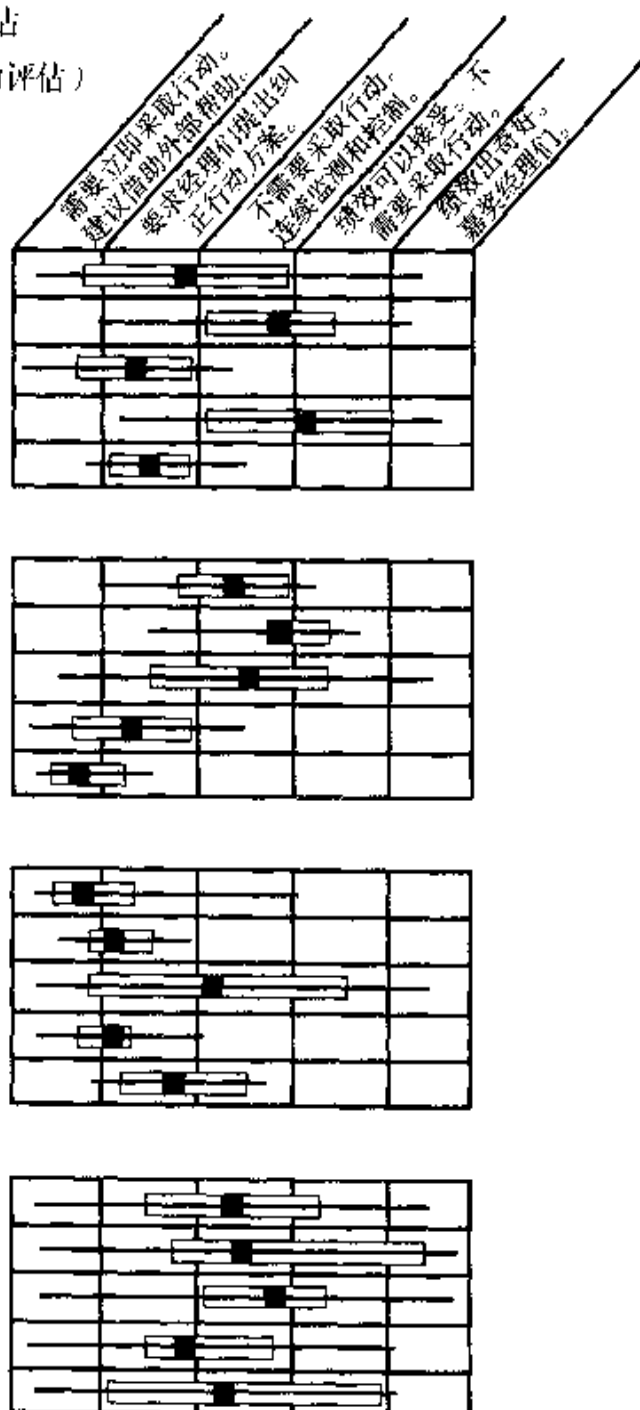 估
评估）
需要立即采取行动。
建议借助外部帮助。
要求经理们提出纠
正行动方案。
不需要采取行动。
连续监测和控制。
绩效可以接受。不
需要采取行动。
绩效出奇好。
嘉奖经理们。